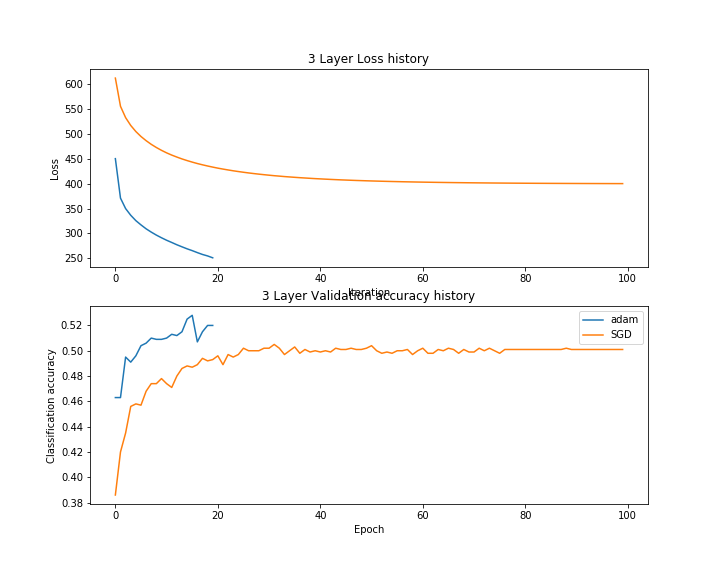 3 Layer Loss history
600
550
500
450
400
350
300
250
Loss
0 20 40 60 80 100
Iteration
3 Layer Validation accuracy history
0.52
0.50
0.48
0.46
0.44
0.42
0.40
0.38
Classification accuracy
adam
SGD
0 20 40 60 80 100
Epoch